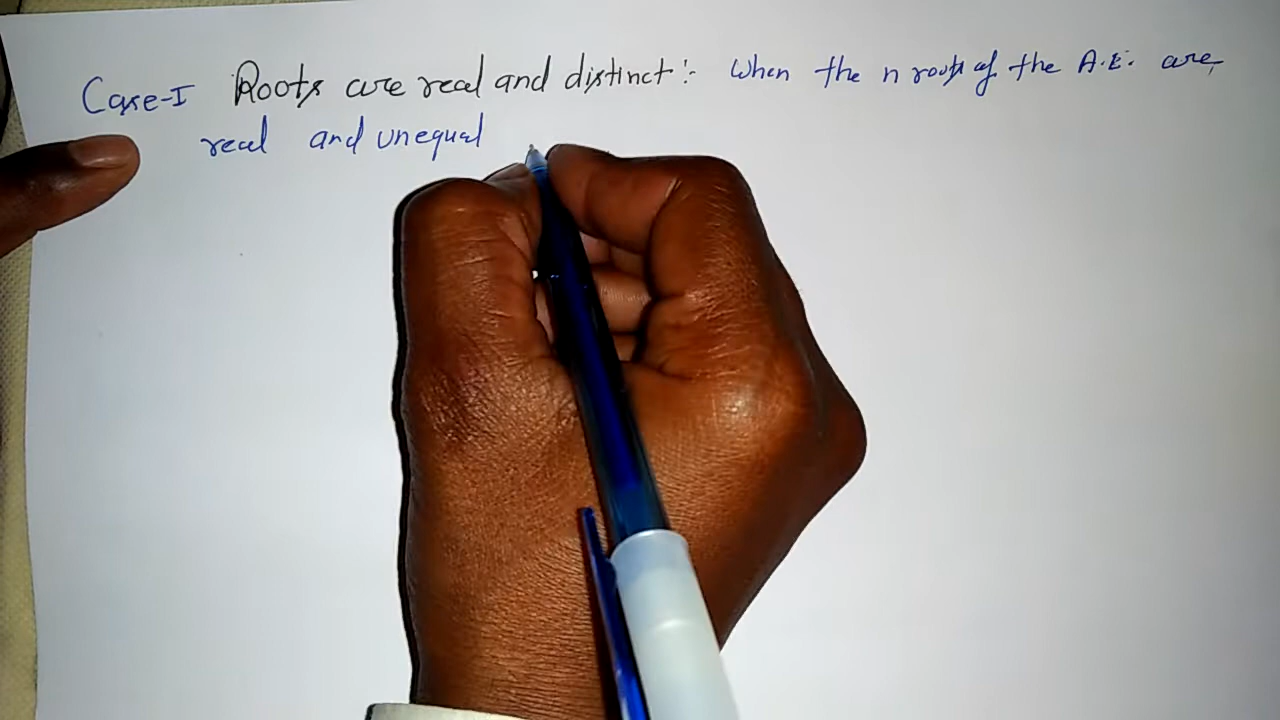 Case-I Roots are real and distinct :- When the n roots of the A.E. are
real and unequal